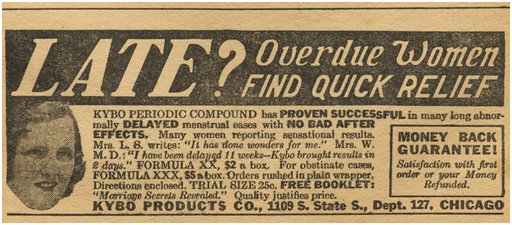 LATE?
Overdue Women
FIND QUICK RELIEF
KYBO PERIODIC COMPOUND has PROVEN SUCCESSFUL in many long abnor-
mally DELAYED menstrual cases with NO BAD AFTER
EFFECTS. Many women reporting sensational results.
Mrs. L. S. writes: "It has done wonders for me." Mrs. W.
M. D.: "I have been delayed 11 weeks—Kybo brought results in
2 days." FORMULA XX, $2 a box. For obstinate cases,
FORMULA XXX, $5 a box. Orders rushed in plain wrapper.
Directions enclosed. TRIAL SIZE 25c. FREE BOOKLET:
"Marriage Secrets Revealed." Quality justifies price.
KYBO PRODUCTS CO., 1109 S. State S., Dept. 127, CHICAGO
MONEY BACK
GUARANTEE!
Satisfaction with first
order or your Money
Refunded.